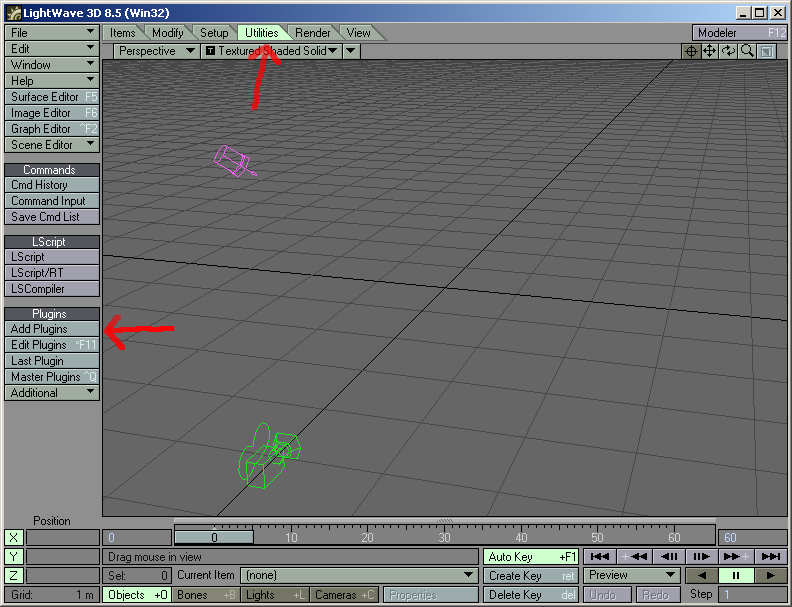 LightWave 3D 8.5 (Win32)
File
Items Modify Setup Utilities Render View
Modeler F12
Edit
Perspective
T Textured Shaded Solid
Window
Help
Surface Editor F5
Image Editor F6
Graph Editor ^F2
Scene Editor
Commands
Cmd History
Command Input
Save Cmd List
LScript
LScript
LScript/RT
LSCompiler
Plugins
Add Plugins
Edit Plugins *F11
Last Plugin
Master Plugins ^Q
Additional
Position
X
0
0 10 20 30 40 50 60
60
Y
Drag mouse in view
Auto Key +F1
Z
Sel: 0
Current Item (none)
Create Key ret
Preview
Grid: 1 m
Objects +O
Bones +B
Lights +L
Cameras +C
Properties
Delete Key del
Undo
Redo
Step 1